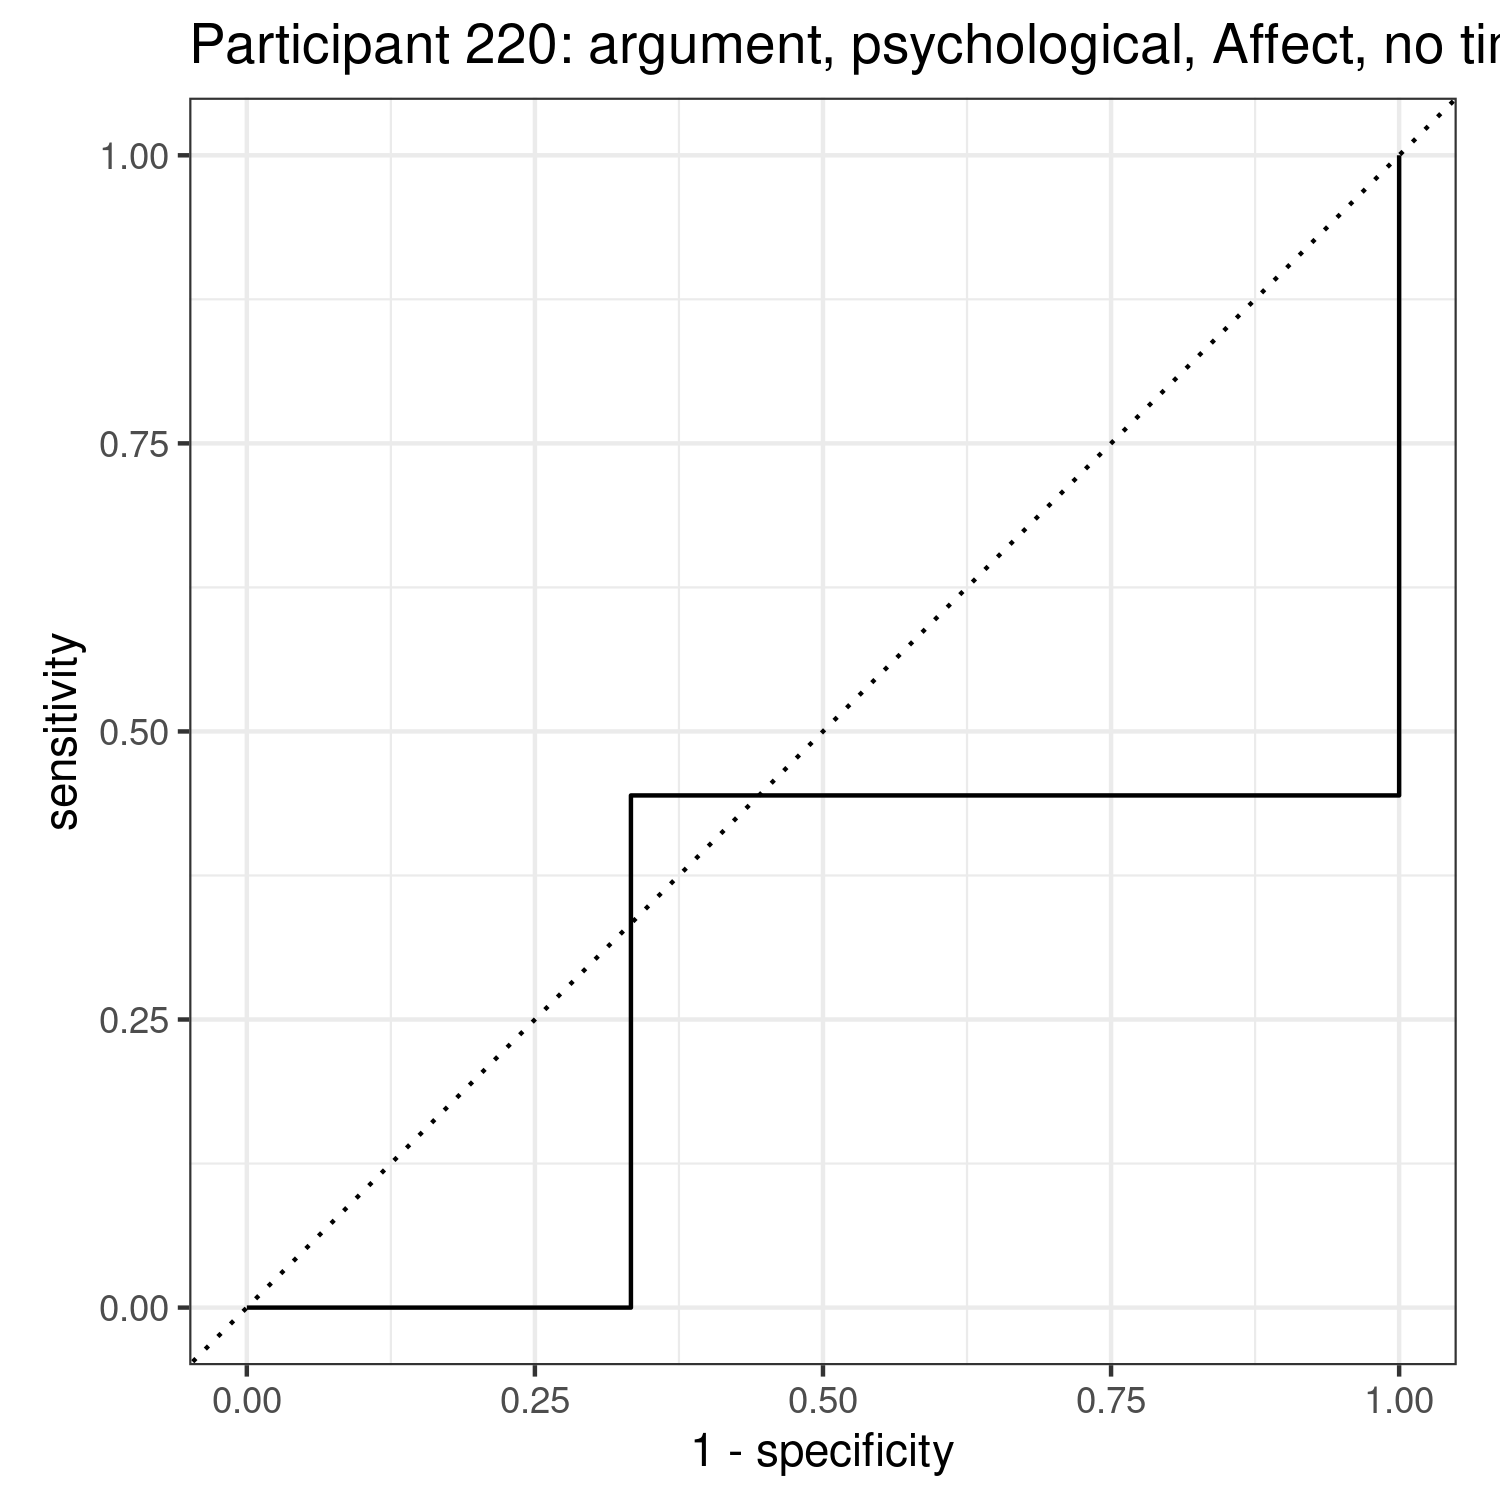 Participant 220: argument, psychological, Affect, no
1.00
0.75
0.50
0.25
0.00
sensitivity
0.00 0.25 0.50 0.75 1.00
1 - specificity